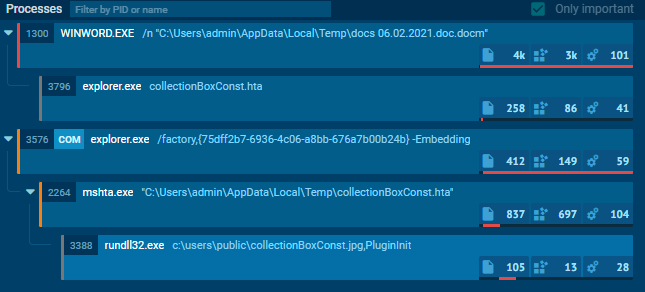 Processes Filter by PID or name Only important
1300 WINWORD.EXE /n "C:\Users\admin\AppData\Local\Temp\docs 06.02.2021.doc.docm"
4k 3k 101
3796 explorer.exe collectionBoxConst.hta
258 86 41
3576 COM explorer.exe /factory,{75dff2b7-6936-4c06-a8bb-676a7b00b24b} -Embedding
412 149 59
2264 mshta.exe "C:\Users\admin\AppData\Local\Temp\collectionBoxConst.hta"
837 697 104
3388 rundll32.exe c:\users\public\collectionBoxConst.jpg,PluginInit
105 13 28